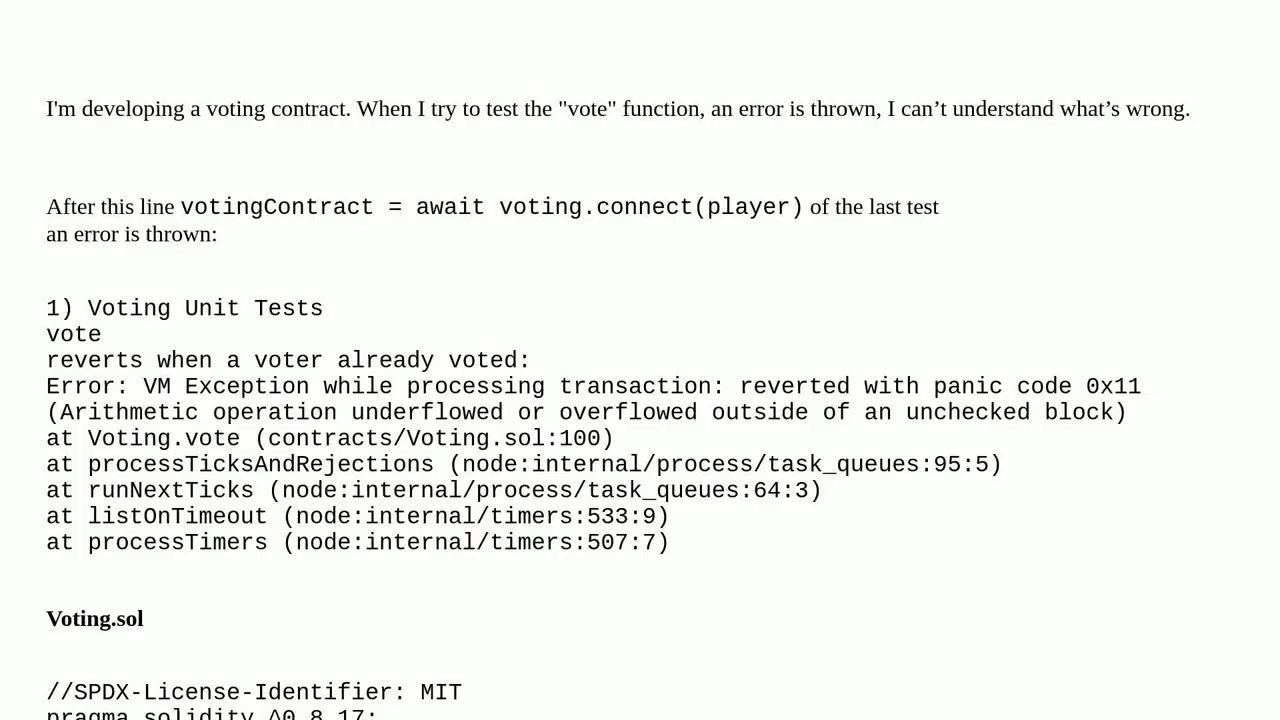 I'm developing a voting contract. When I try to test the "vote" function, an error is thrown, I can’t understand what’s wrong.
After this line votingContract = await voting.connect(player) of the last test
an error is thrown:
1) Voting Unit Tests
vote
reverts when a voter already voted:
Error: VM Exception while processing transaction: reverted with panic code 0x11
(Arithmetic operation underflowed or overflowed outside of an unchecked block)
at Voting.vote (contracts/Voting.sol:100)
at processTicksAndRejections (node:internal/process/task_queues:95:5)
at runNextTicks (node:internal/process/task_queues:64:3)
at listOnTimeout (node:internal/timers:533:9)
at processTimers (node:internal/timers:507:7)
Voting.sol
//SPDX-License-Identifier: MIT
pragma solidity ^0.8.17;